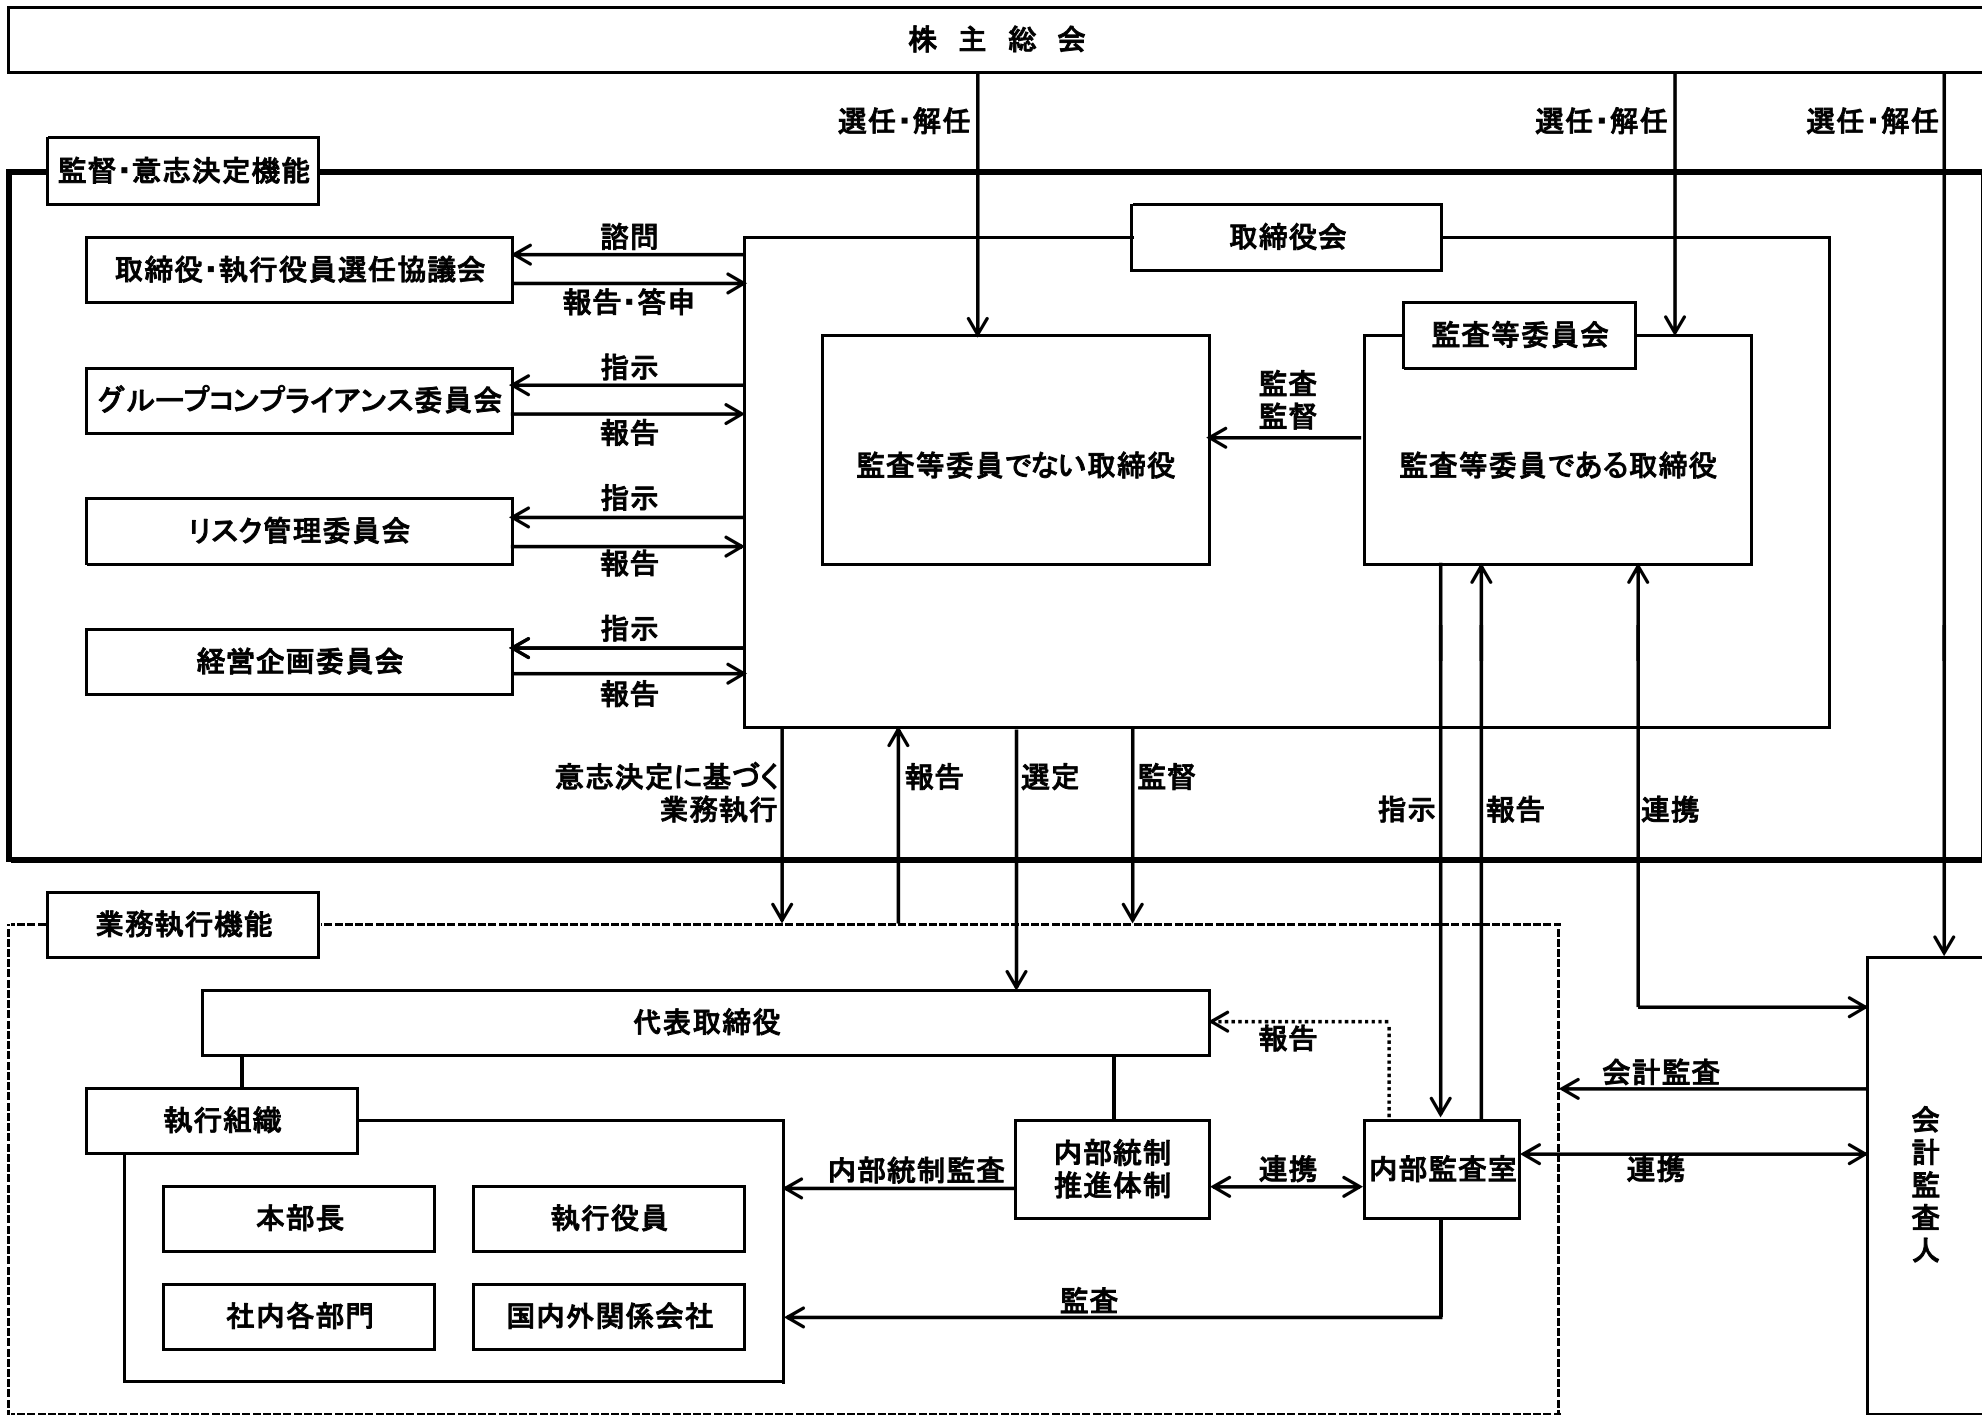 株主総会
選任・解任
選任・解任
選任・解任
監督・意志決定機能
取締役会
諮問
取締役・執行役員選任協議会
報告・答申
監査等委員会
指示
グループコンプライアンス委員会
報告
監査
監督
監査等委員でない取締役
監査等委員である取締役
指示
リスク管理委員会
報告
指示
経営企画委員会
報告
意志決定に基づく
業務執行
報告
選定
監督
指示
報告
連携
業務執行機能
代表取締役
報告
会計監査
執行組織
内部統制監査
内部統制
推進体制
連携
内部監査室
連携
会計監査人
本部長
執行役員
社内各部門
国内外関係会社
監査